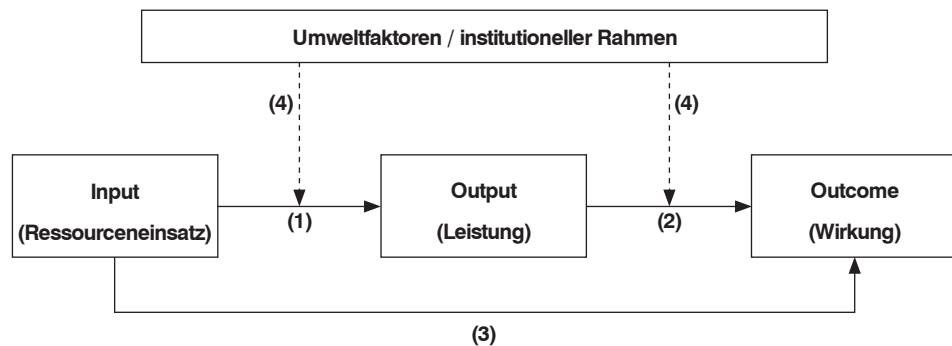 Umweltfaktoren / institutioneller Rahmen
(4)
(4)
Input
(Ressourceneinsatz)
(1)
Output
(Leistung)
(2)
Outcome
(Wirkung)
(3)